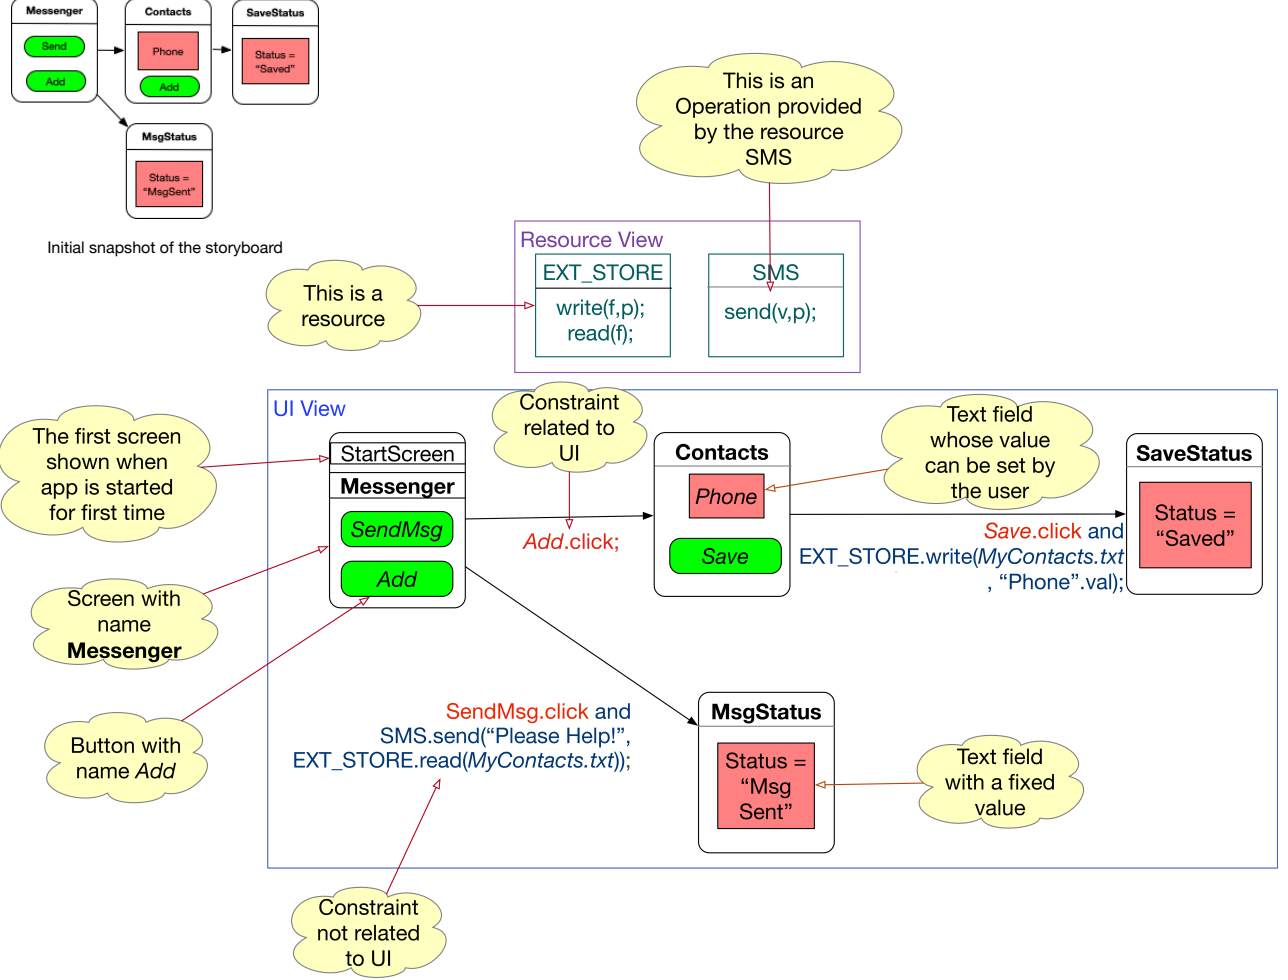 Messenger
Send
Add
Contacts
Phone
Add
SaveStatus
Status =
“Saved”
MsgStatus
Status =
“MsgSent”
Initial snapshot of the storyboard
This is an
Operation provided
by the resource
SMS
This is a
resource
Resource View
EXT_STORE
write(f,p);
read(f);
SMS
send(v,p);
UI View
The first screen
shown when
app is started
for first time
StartScreen
Messenger
SendMsg
Add
Constraint
related to
UI
Add.click;
Contacts
Phone
Save
Text field
whose value
can be set by
the user
Save.click and
EXT_STORE.write(MyContacts.txt
, “Phone”.val);
SaveStatus
Status =
“Saved”
Screen with
name
Messenger
Button with
name Add
SendMsg.click and
SMS.send(“Please Help!”,
EXT_STORE.read(MyContacts.txt));
MsgStatus
Status =
“Msg
Sent”
Text field
with a fixed
value
Constraint
not related
to UI